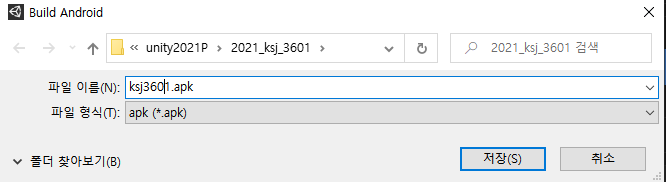 Build Android
« unity2021P > 2021_ksj_3601 >
2021_ksj_3601 검색
파일 이름(N): ksj3601.apk
파일 형식(T): apk (*.apk)
폴더 찾아보기(B)
저장(S)
취소